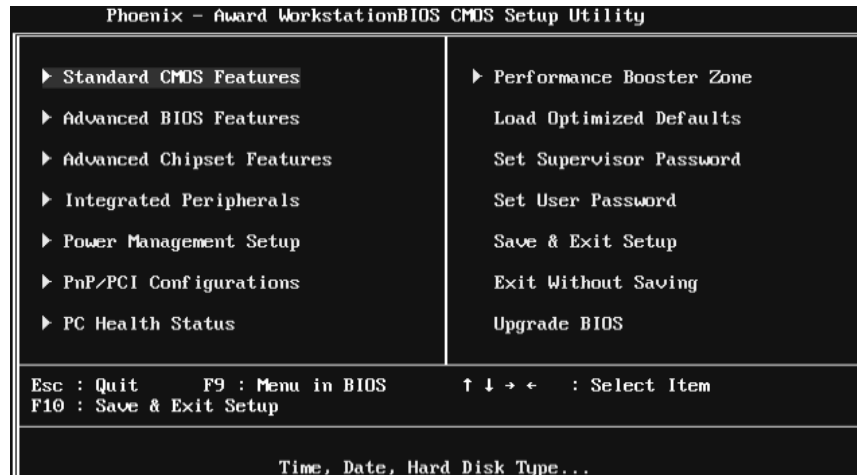 Phoenix - Award WorkstationBIOS CMOS Setup Utility
▶ Standard CMOS Features
▶ Advanced BIOS Features
▶ Advanced Chipset Features
▶ Integrated Peripherals
▶ Power Management Setup
▶ PnP/PCI Configurations
▶ PC Health Status
▶ Performance Booster Zone
Load Optimized Defaults
Set Supervisor Password
Set User Password
Save & Exit Setup
Exit Without Saving
Upgrade BIOS
Esc : Quit F9 : Menu in BIOS ↑ ↓ → ← : Select Item
F10 : Save & Exit Setup
Time, Date, Hard Disk Type...